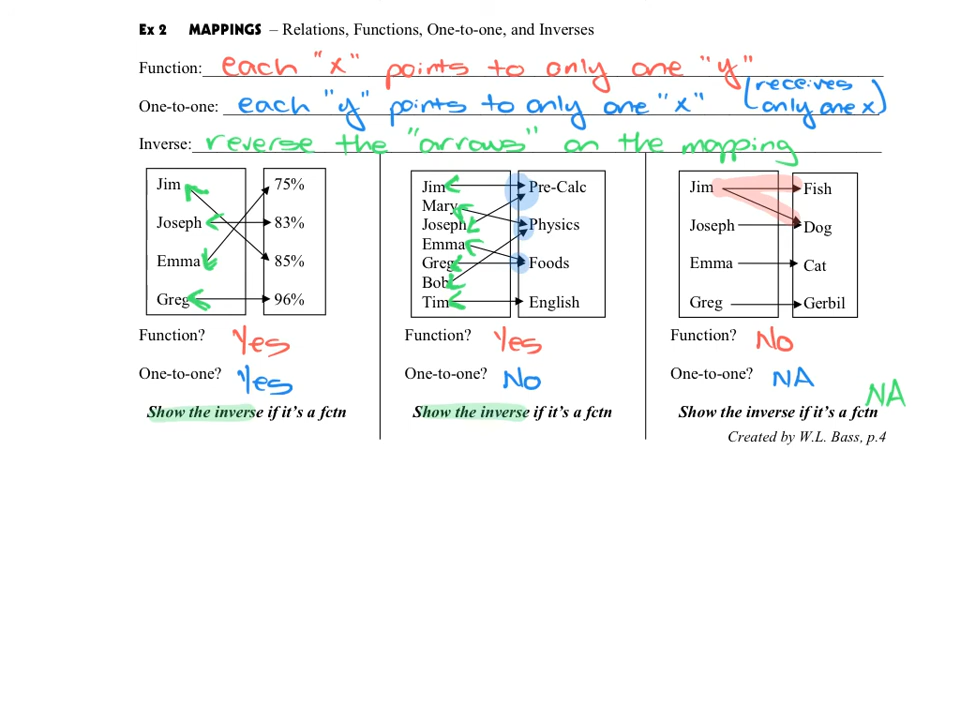 Ex 2 MAPPINGS – Relations, Functions, One-to-one, and Inverses
Function: each "x" points to only one "y"
One-to-one: each "y" points to only one "x" (receives only one x)
Inverse: reverse the "arrows" on the mapping
Jim 75%
Joseph 83%
Emma 85%
Greg 96%
Function? Yes
One-to-one? Yes
Show the inverse if it's a fctn
Jim Pre-Calc
Mary
Joseph Physics
Emma
Greg Foods
Bob
Tim English
Function? Yes
One-to-one? No
Show the inverse if it's a fctn
Jim Fish
Joseph Dog
Emma Cat
Greg Gerbil
Function? No
One-to-one? NA
Show the inverse if it's a fctn NA
Created by W.L. Bass, p.4